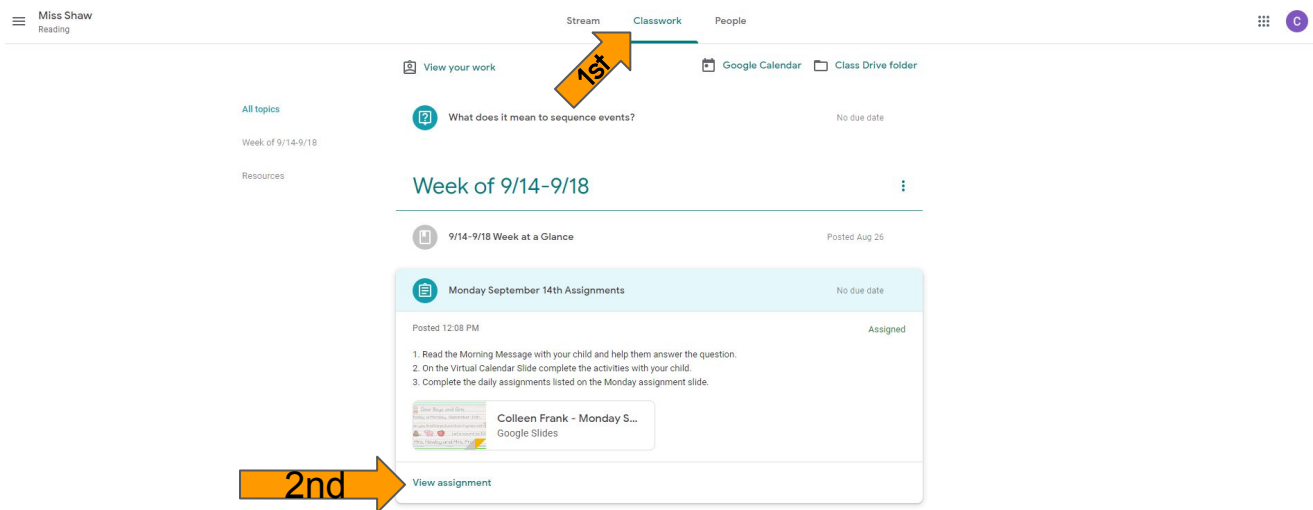 Miss Shaw
Reading
Stream Classwork People
C
1st
View your work
Google Calendar Class Drive folder
All topics
Week of 9/14-9/18
Resources
What does it mean to sequence events? No due date
Week of 9/14-9/18
9/14-9/18 Week at a Glance Posted Aug 26
Monday September 14th Assignments No due date
Posted 12:08 PM Assigned
1. Read the Morning Message with your child and help them answer the question.
2. On the Virtual Calendar Slide complete the activities with your child.
3. Complete the daily assignments listed on the Monday assignment slide.
Dear Boys and Girls,
Colleen Frank - Monday S...
Google Slides
2nd
View assignment